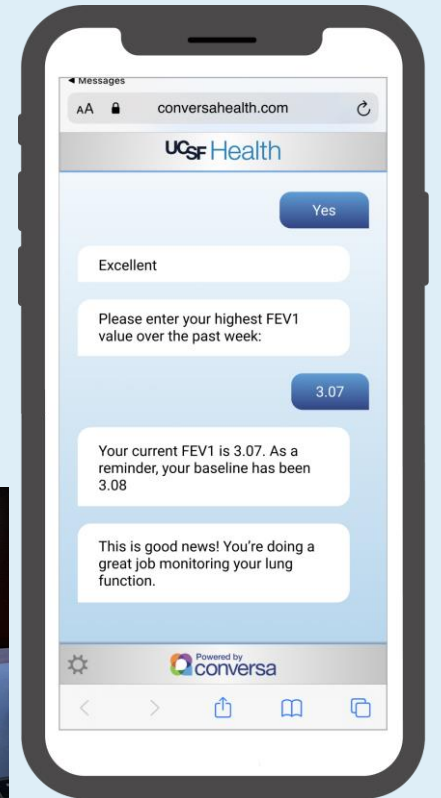 ◀ Messages
AA conversahealth.com
UCSF Health
Yes
Excellent
Please enter your highest FEV1
value over the past week:
3.07
Your current FEV1 is 3.07. As a
reminder, your baseline has been
3.08
This is good news! You’re doing a
great job monitoring your lung
function.
Powered by
conversa